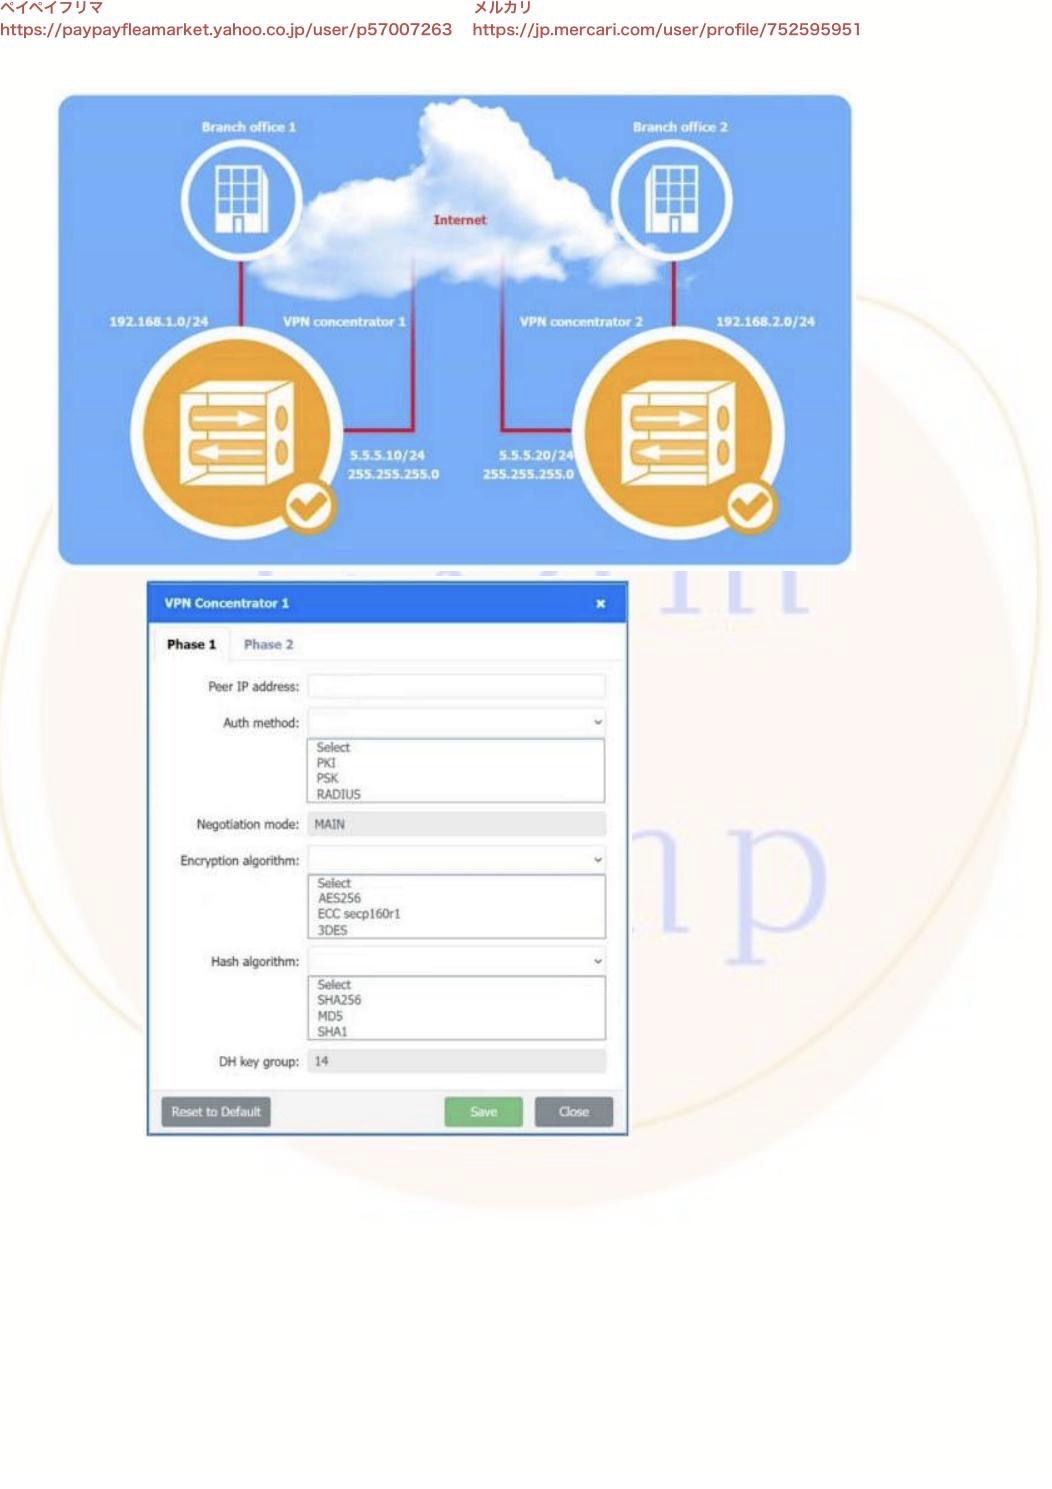 ペイペイフリマ
メルカリ
https://paypayfleamarket.yahoo.co.jp/user/p57007263
https://jp.mercari.com/user/profile/752595951
Branch office 1
Branch office 2
Internet
192.168.1.0/24
VPN concentrator 1
VPN concentrator 2
192.168.2.0/24
5.5.5.10/24
255.255.255.0
5.5.5.20/24
255.255.255.0
VPN Concentrator 1
Phase 1
Phase 2
Peer IP address:
Auth method:
Select
PKI
PSK
RADIUS
Negotiation mode: MAIN
Encryption algorithm:
Select
AES256
ECC secp160r1
3DES
Hash algorithm:
Select
SHA256
MD5
SHA1
DH key group: 14
Reset to Default
Save
Close